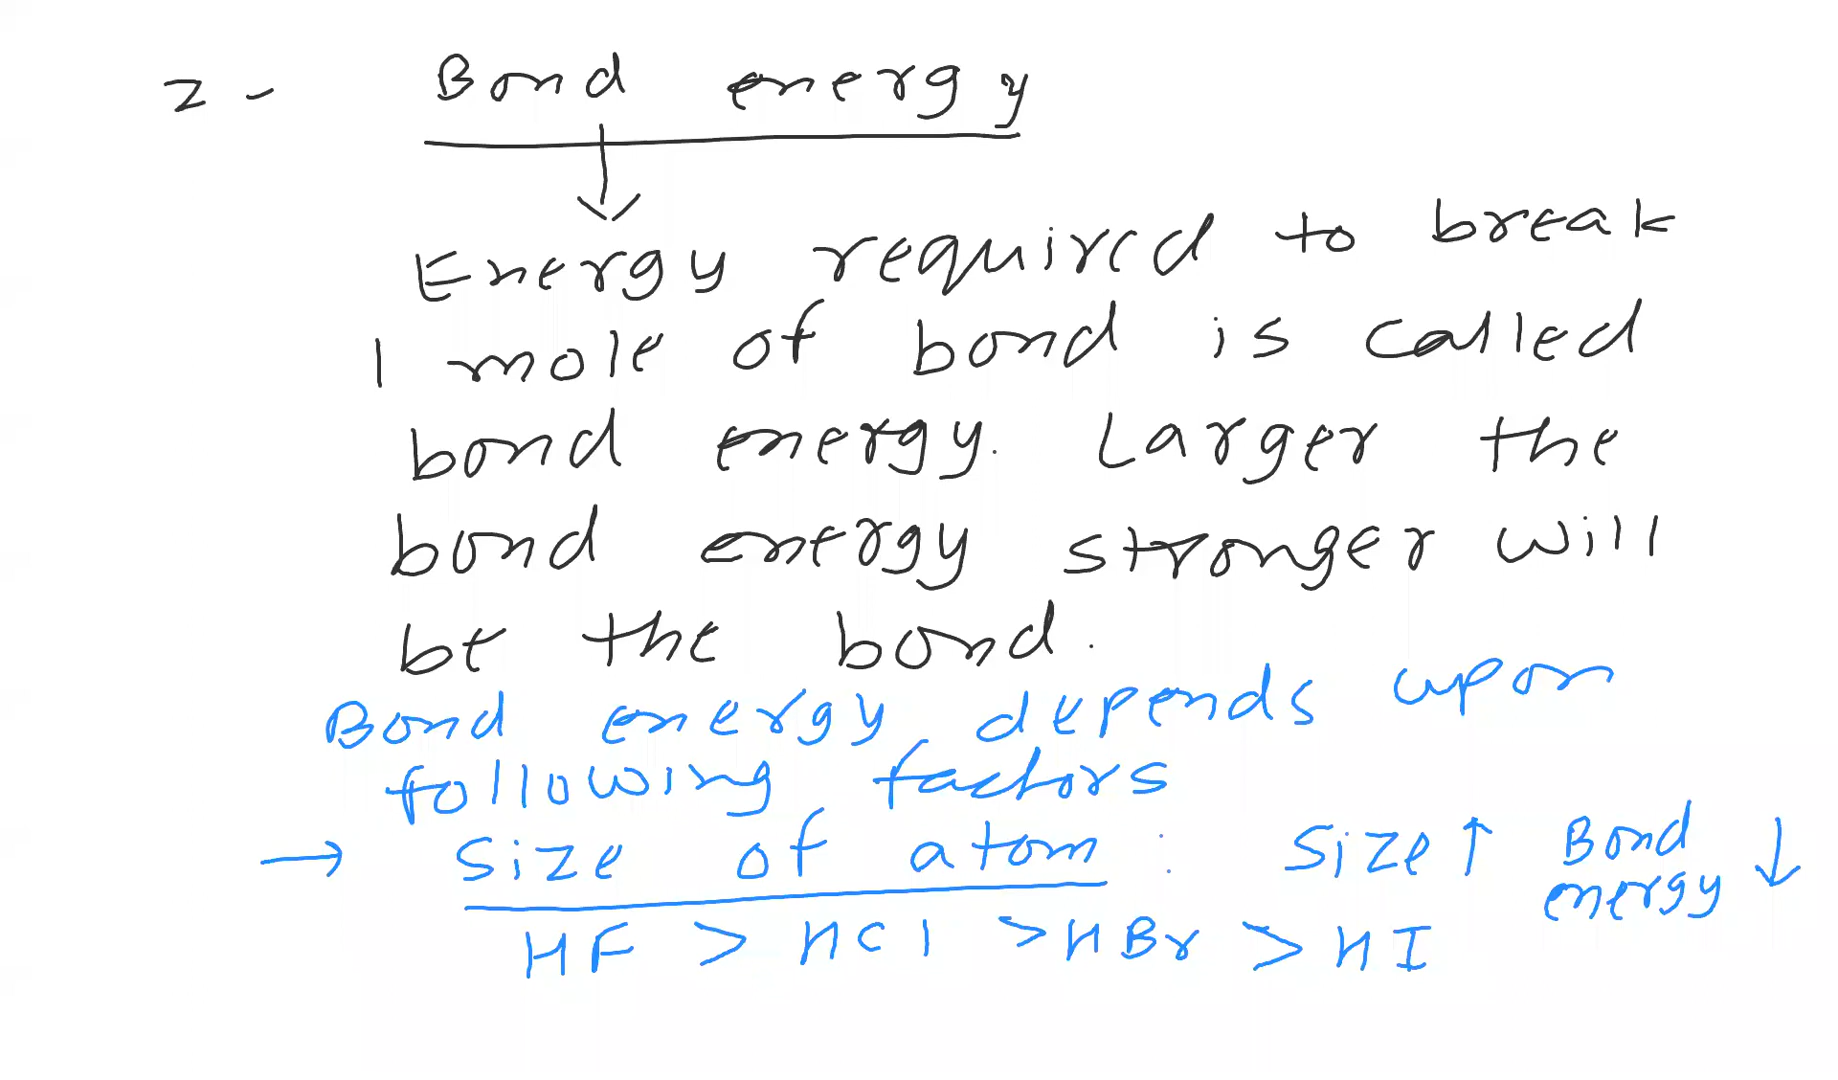 2 - Bond energy
Energy required to break
1 mole of bond is called
bond energy. Larger the
bond energy stronger will
be the bond.
Bond energy depends upon
following factors
→ Size of atom : Size ↑ Bond energy ↓
HF > HCl > HBr > HI